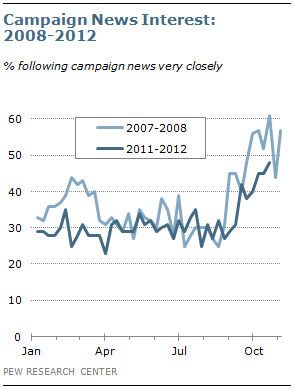 Campaign News Interest:
2008-2012
% following campaign news very closely
2007-2008
2011-2012
60
50
40
30
20
10
0
Jan Apr Jul Oct
PEW RESEARCH CENTER